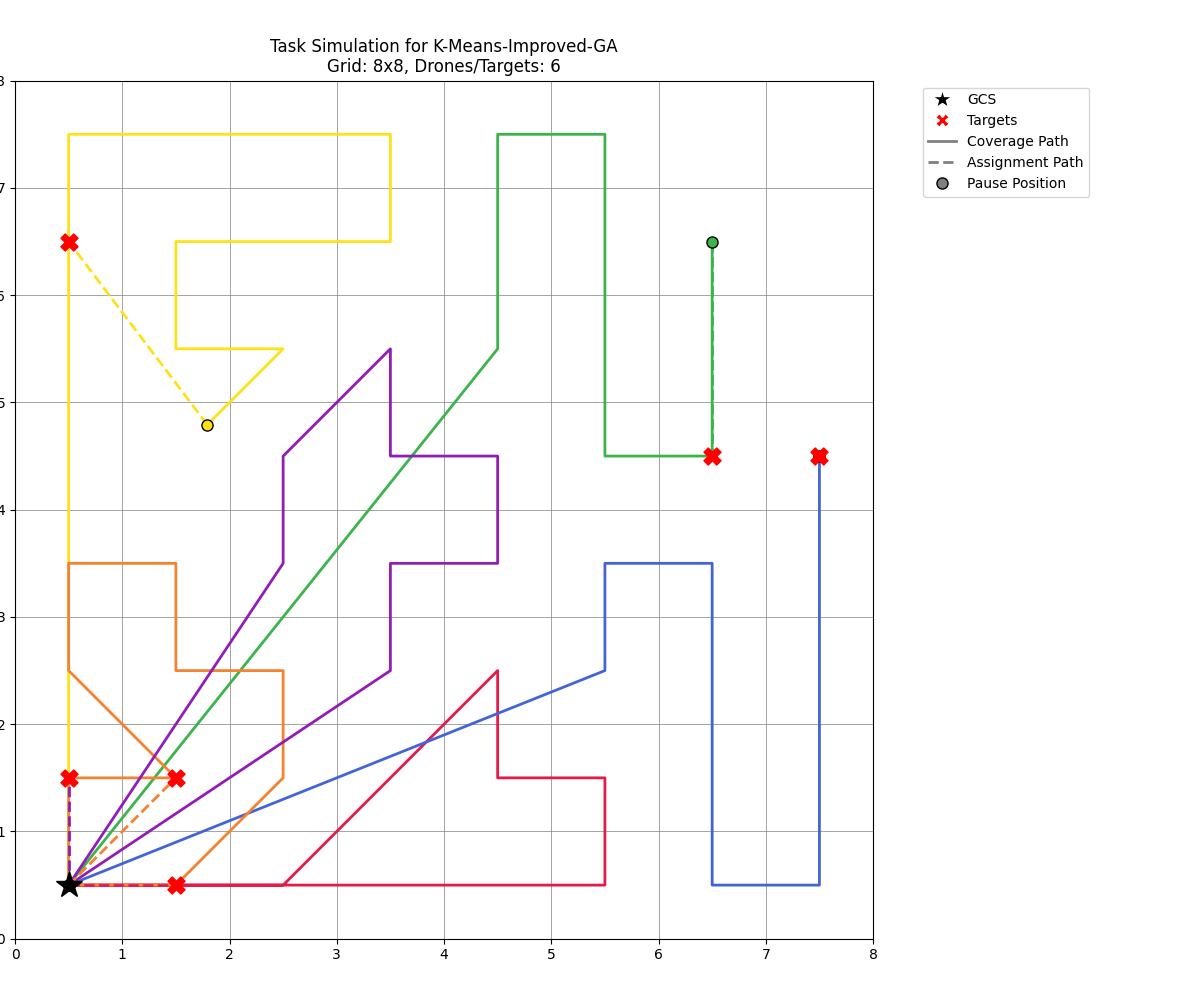 Task Simulation for K-Means-Improved-GA
Grid: 8x8, Drones/Targets: 6
GCS
Targets
Coverage Path
Assignment Path
Pause Position
8
7
6
5
4
3
2
1
0
0 1 2 3 4 5 6 7 8